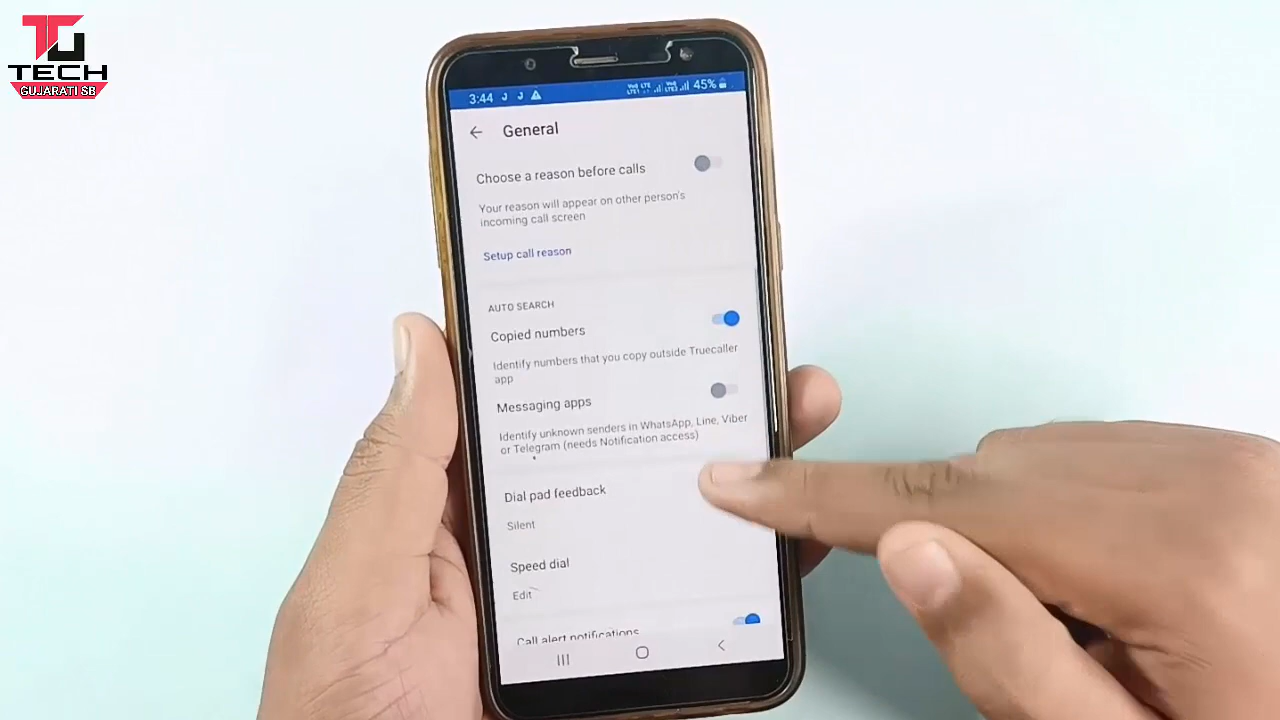 TECH
GUJARATI SB
3:44
45%
General
Choose a reason before calls
Your reason will appear on other person's
incoming call screen
Setup call reason
AUTO SEARCH
Copied numbers
Identify numbers that you copy outside Truecaller
app
Messaging apps
Identify unknown senders in WhatsApp, Line, Viber
or Telegram (needs Notification access)
Dial pad feedback
Silent
Speed dial
Edit
Call alert notifications